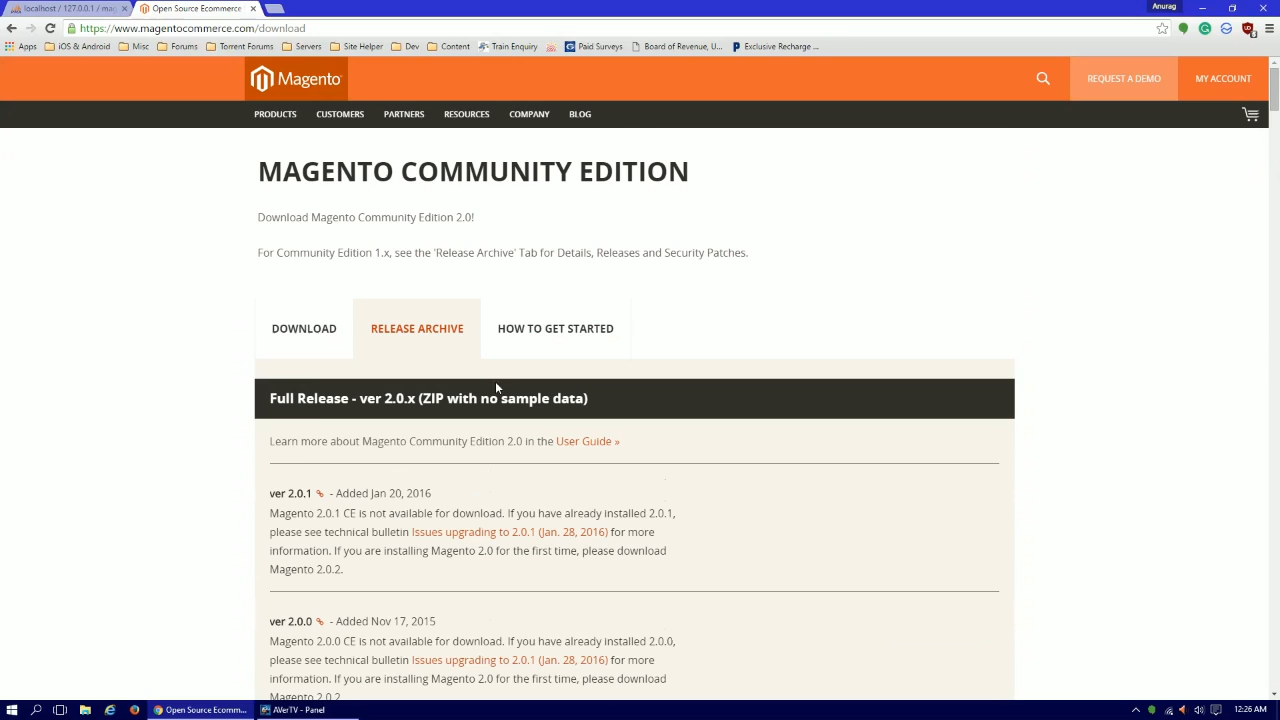 localhost / 127.0.0.1 / mag
Open Source Ecommerce
Anurag
https://www.magentocommerce.com/download
Apps
iOS & Android
Misc
Forums
Torrent Forums
Servers
Site Helper
Dev
Content
Train Enquiry
Paid Surveys
Board of Revenue, U...
Exclusive Recharge ...
Magento
REQUEST A DEMO
MY ACCOUNT
PRODUCTS
CUSTOMERS
PARTNERS
RESOURCES
COMPANY
BLOG
MAGENTO COMMUNITY EDITION
Download Magento Community Edition 2.0!
For Community Edition 1.x, see the 'Release Archive' Tab for Details, Releases and Security Patches.
DOWNLOAD
RELEASE ARCHIVE
HOW TO GET STARTED
Full Release - ver 2.0.x (ZIP with no sample data)
Learn more about Magento Community Edition 2.0 in the User Guide »
ver 2.0.1 - Added Jan 20, 2016
Magento 2.0.1 CE is not available for download. If you have already installed 2.0.1,
please see technical bulletin Issues upgrading to 2.0.1 (Jan. 28, 2016) for more
information. If you are installing Magento 2.0 for the first time, please download
Magento 2.0.2.
ver 2.0.0 - Added Nov 17, 2015
Magento 2.0.0 CE is not available for download. If you have already installed 2.0.0,
please see technical bulletin Issues upgrading to 2.0.1 (Jan. 28, 2016) for more
information. If you are installing Magento 2.0 for the first time, please download
Magento 2.0.2
Open Source Ecomm...
AVerTV - Panel
12:26 AM